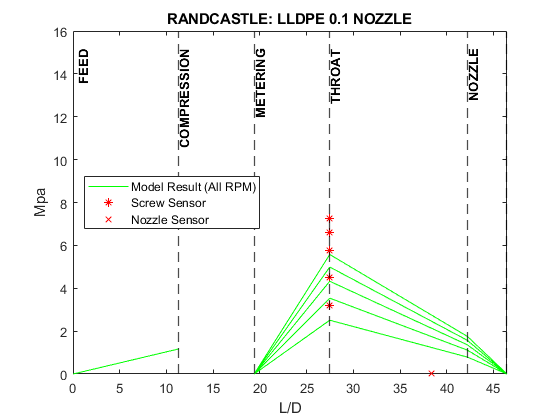 RANDCASTLE: LLDPE 0.1 NOZZLE
16
14
12
10
8
6
4
2
0
Mpa
FEED
COMPRESSION
METERING
THROAT
NOZZLE
Model Result (All RPM)
Screw Sensor
Nozzle Sensor
0 5 10 15 20 25 30 35 40 45
L/D